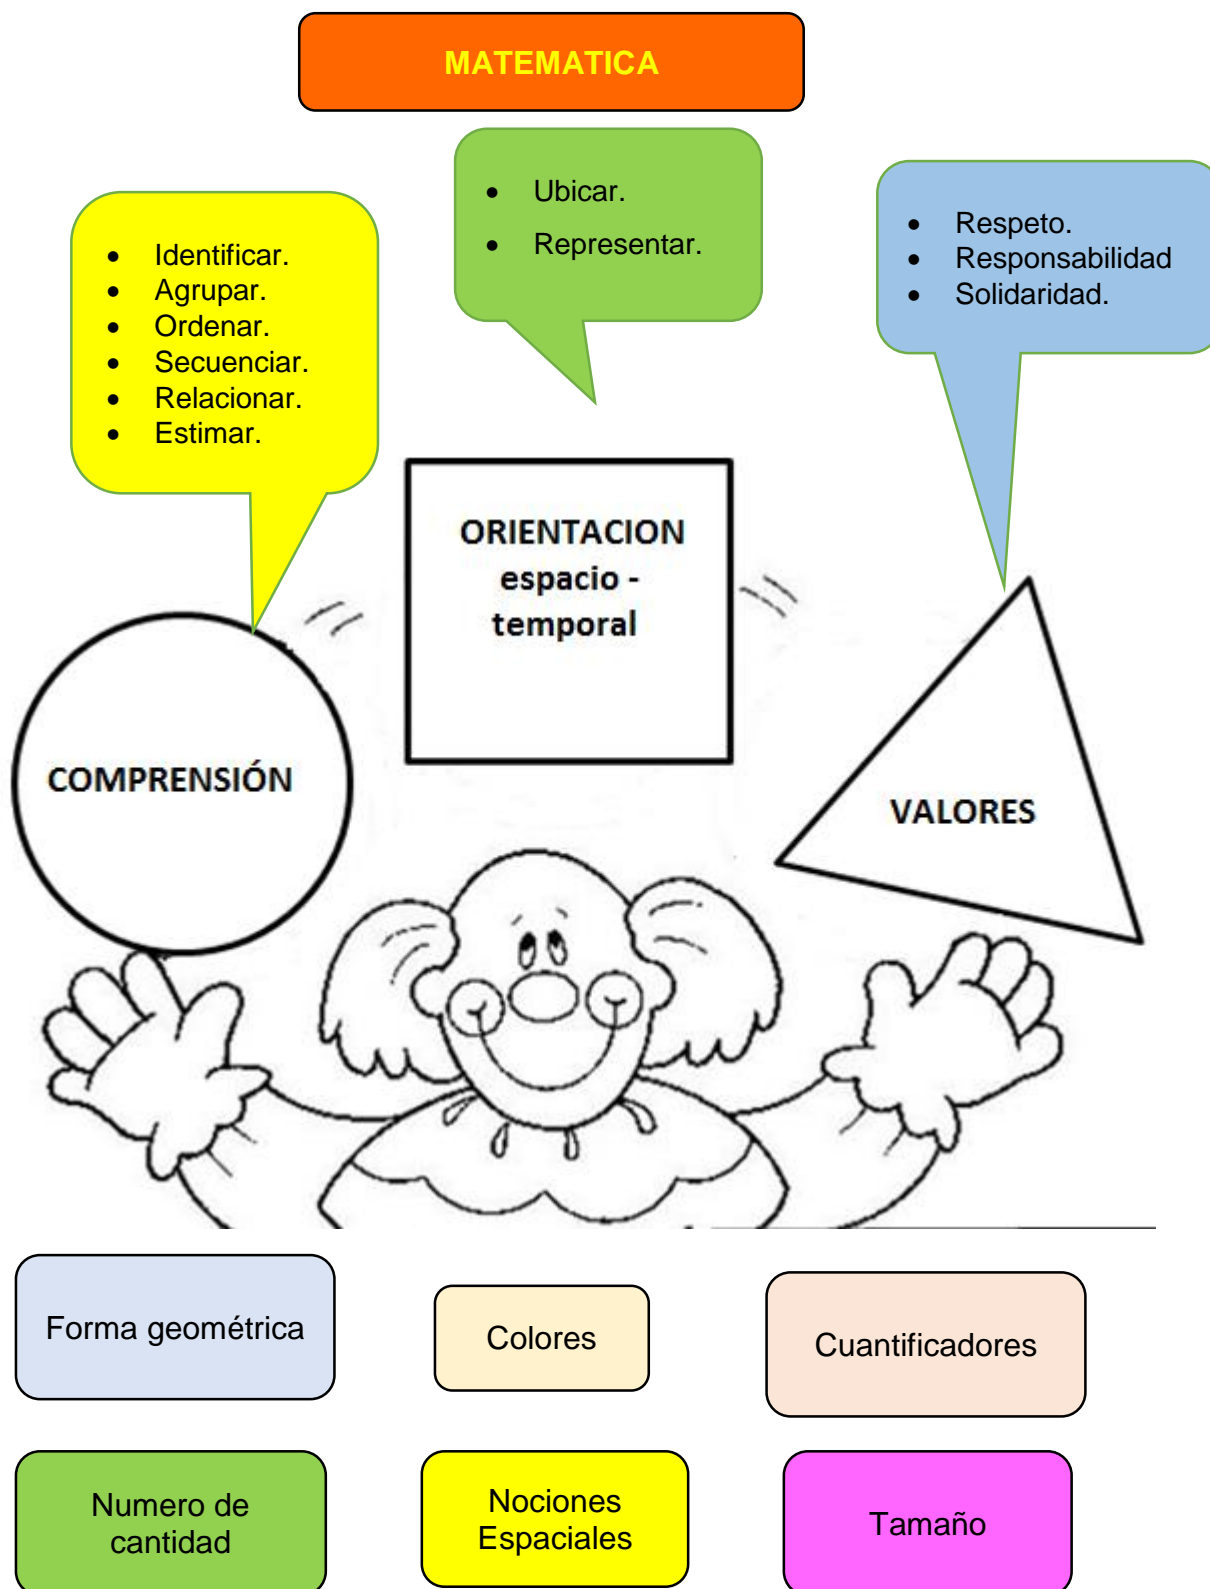 MATEMATICA
• Ubicar.
• Representar.
• Respeto.
• Responsabilidad
• Solidaridad.
• Identificar.
• Agrupar.
• Ordenar.
• Secuenciar.
• Relacionar.
• Estimar.
ORIENTACION
espacio -
temporal
COMPRENSIÓN
VALORES
Forma geométrica
Colores
Cuantificadores
Numero de
cantidad
Nociones
Espaciales
Tamaño